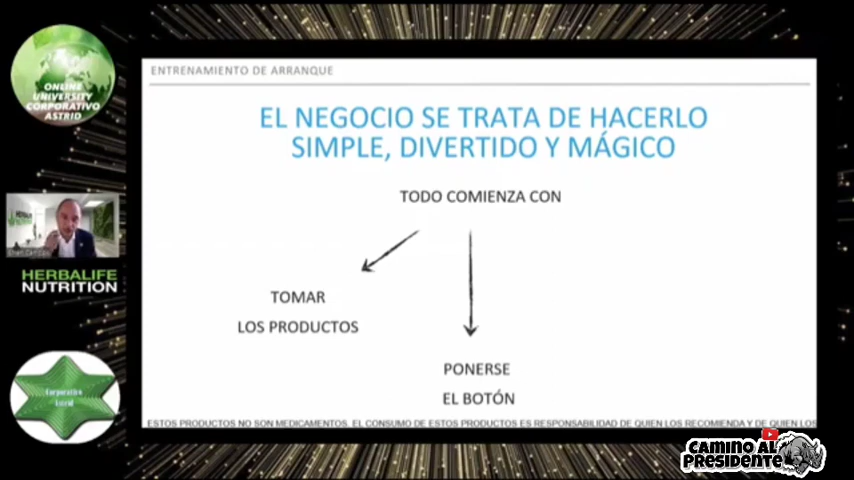 ONLINE
UNIVERSITY
CORPORATIVO
ASTRID
ENTRENAMIENTO DE ARRANQUE
EL NEGOCIO SE TRATA DE HACERLO
SIMPLE, DIVERTIDO Y MÁGICO
TODO COMIENZA CON
TOMAR
LOS PRODUCTOS
PONERSE
EL BOTÓN
HERBALIFE
NUTRITION
Corporativo
Astrid
ESTOS PRODUCTOS NO SON MEDICAMENTOS. EL CONSUMO DE ESTOS PRODUCTOS ES RESPONSABILIDAD DE QUIEN LOS RECOMIENDA Y DE QUIEN LOS
CAMINO AL
PRESIDENTE